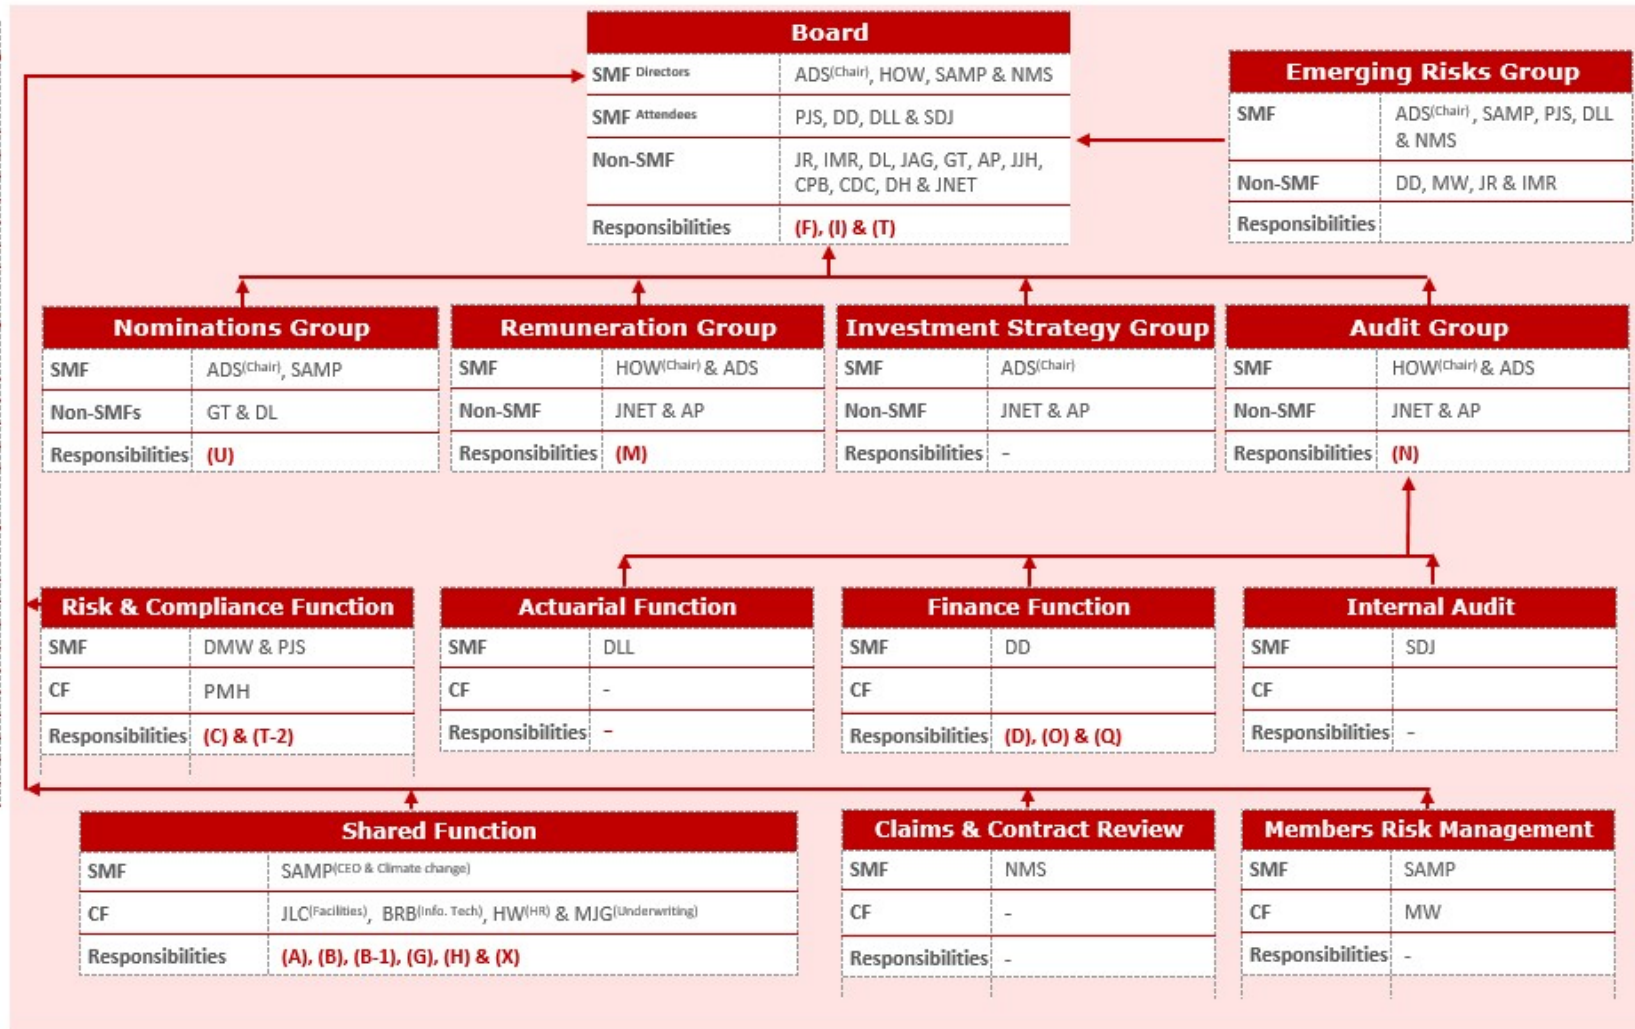 Board
SMF Directors ADS(Chair), HOW, SAMP & NMS
SMF Attendees PJS, DD, DLL & SDJ
Non-SMF JR, IMR, DL, JAG, GT, AP, JJH,
CPB, CDC, DH & JNET
Responsibilities (F), (I) & (T)
Emerging Risks Group
SMF ADS(Chair), SAMP, PJS, DLL
& NMS
Non-SMF DD, MW, JR & IMR
Responsibilities
Nominations Group
SMF ADS(Chair), SAMP
Non-SMFs GT & DL
Responsibilities (U)
Remuneration Group
SMF HOW(Chair) & ADS
Non-SMF JNET & AP
Responsibilities (M)
Investment Strategy Group
SMF ADS(Chair)
Non-SMF JNET & AP
Responsibilities -
Audit Group
SMF HOW(Chair) & ADS
Non-SMF JNET & AP
Responsibilities (N)
Risk & Compliance Function
SMF DMW & PJS
CF PMH
Responsibilities (C) & (T-2)
Actuarial Function
SMF DLL
CF -
Responsibilities -
Finance Function
SMF DD
CF
Responsibilities (D), (O) & (Q)
Internal Audit
SMF SDJ
CF
Responsibilities -
Shared Function
SMF SAMP(CEO & Climate change)
CF JLC(Facilities), BRB(Info. Tech), HW(HR) & MJG(Underwriting)
Responsibilities (A), (B), (B-1), (G), (H) & (X)
Claims & Contract Review
SMF NMS
CF -
Responsibilities -
Members Risk Management
SMF SAMP
CF MW
Responsibilities -